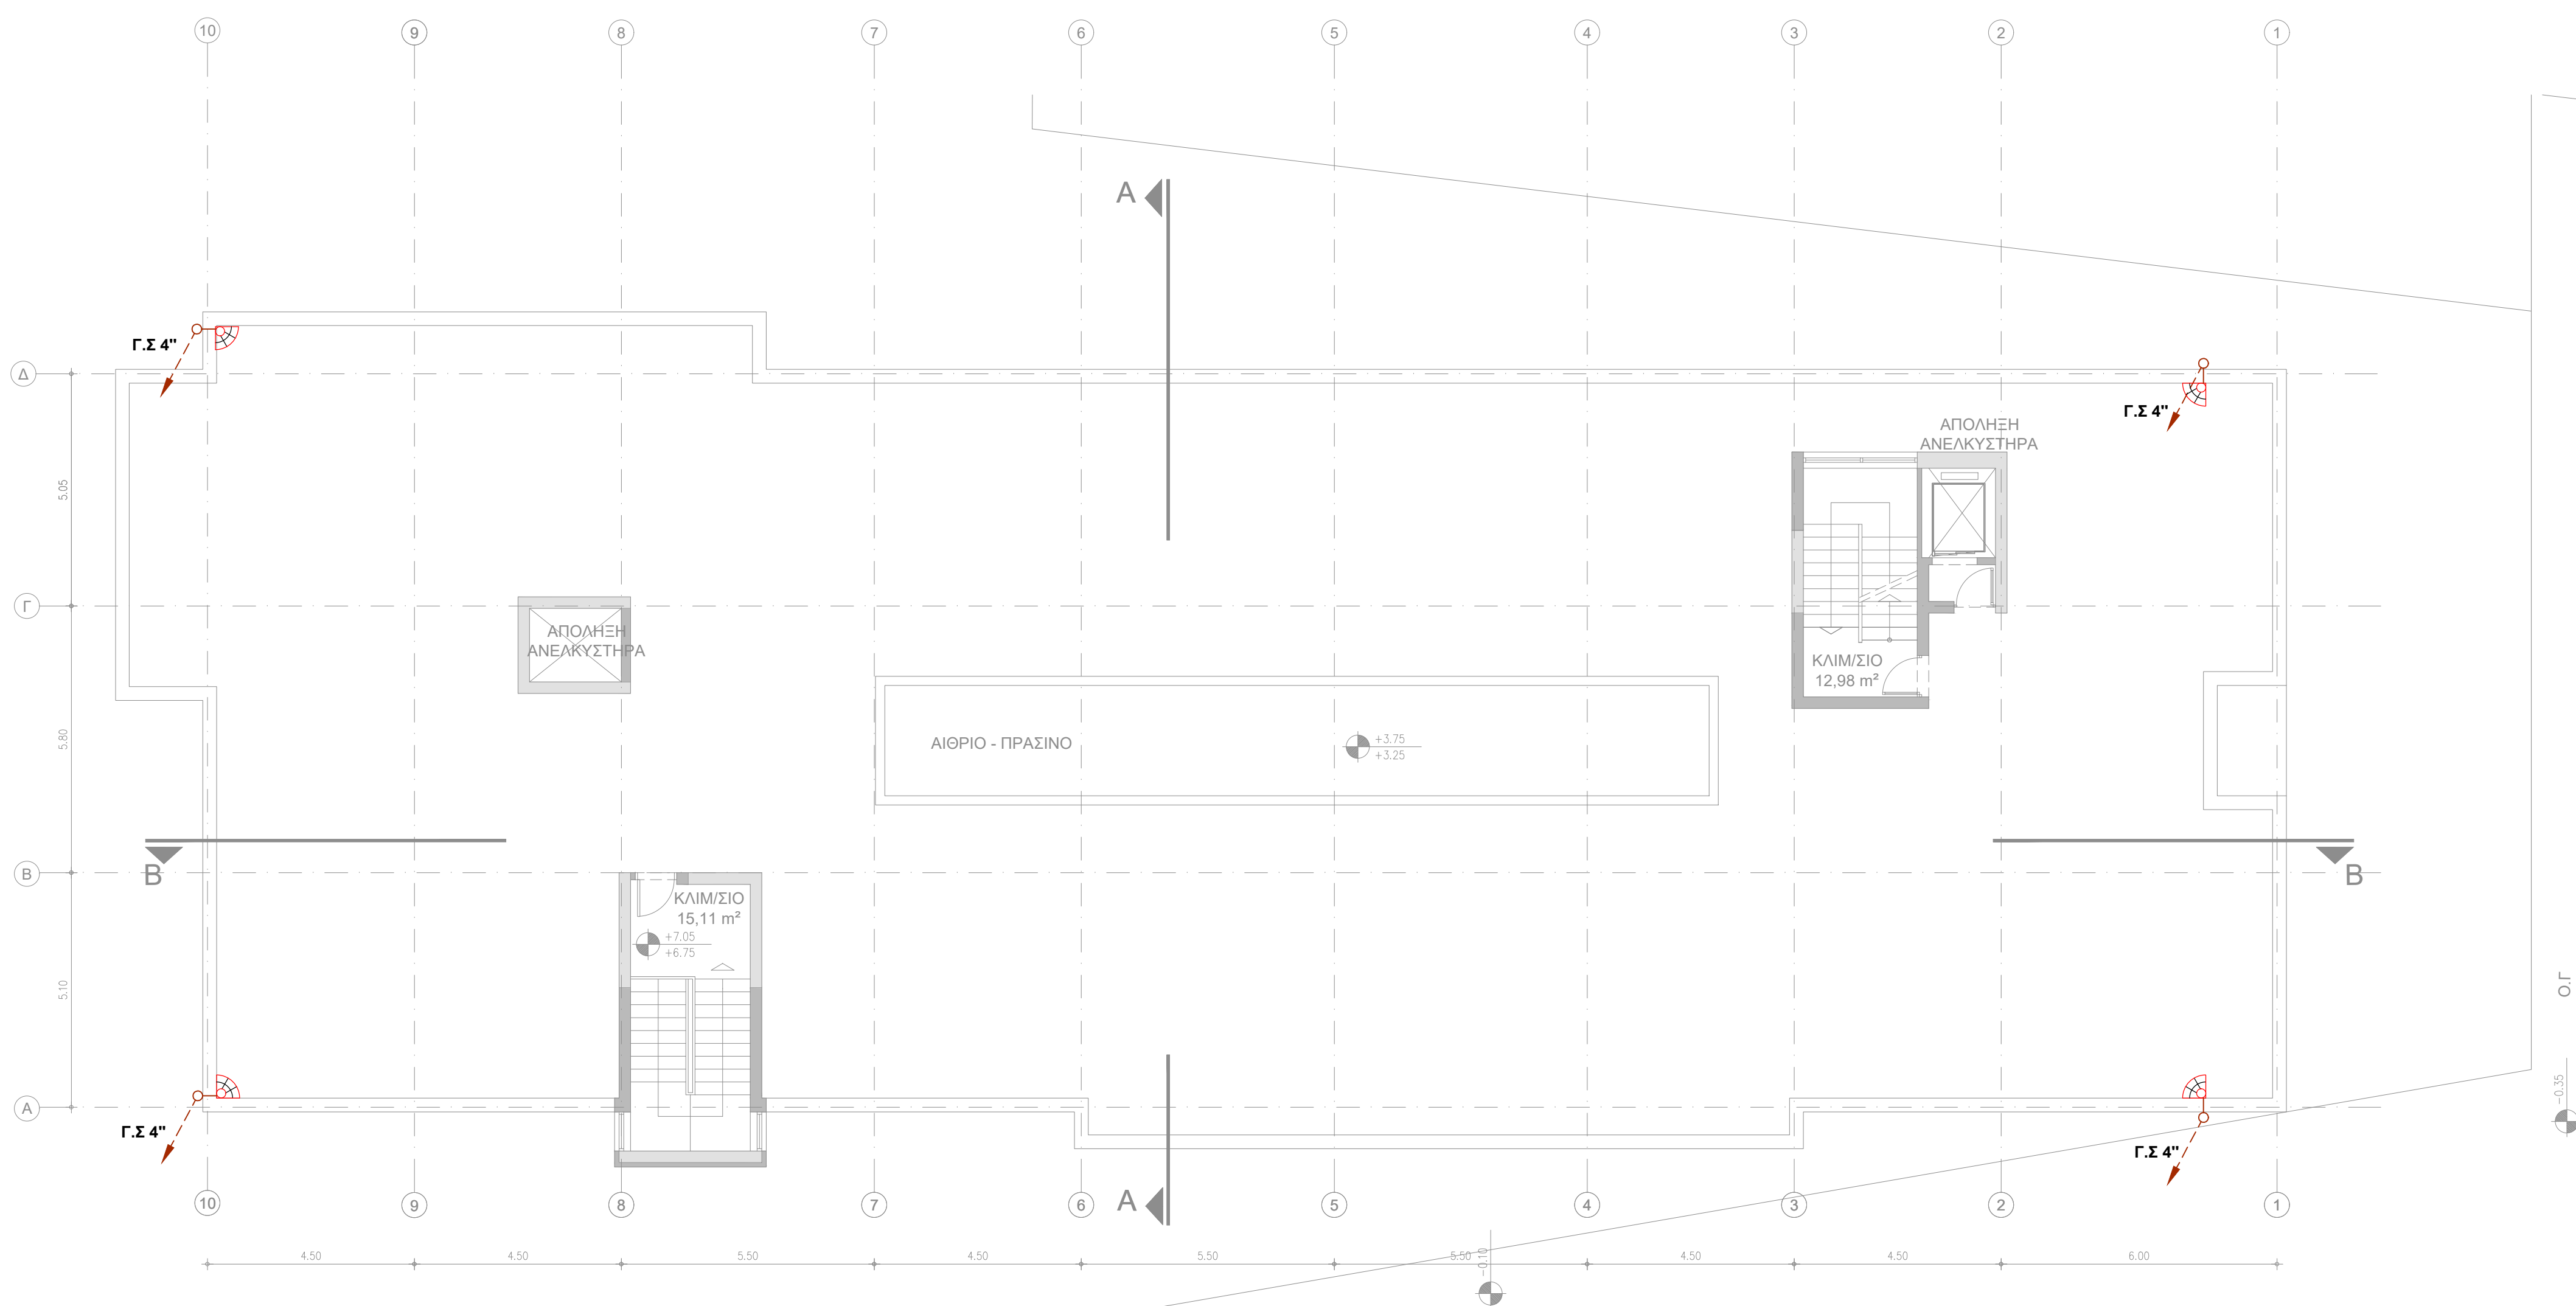 10 9 8 7 6 5 4 3 2 1
A
Γ.Σ 4"
Δ
Γ.Σ 4"
ΑΠΟΛΗΞΗ
ΑΝΕΛΚΥΣΤΗΡΑ
5.05
Γ
ΑΠΟΛΗΞΗ
ΑΝΕΛΚΥΣΤΗΡΑ
ΚΛΙΜ/ΣΙΟ
12,98 m²
5.80
ΑΙΘΡΙΟ - ΠΡΑΣΙΝΟ
+3.75
+3.25
B
B
B
ΚΛΙΜ/ΣΙΟ
15,11 m²
+7.05
+6.75
5.10
Ο.Γ
-0.35
A
Γ.Σ 4"
Γ.Σ 4"
A
10 9 8 7 6 5 4 3 2 1
4.50 4.50 5.50 4.50 5.50 5.50 4.50 4.50 6.00
-0.10